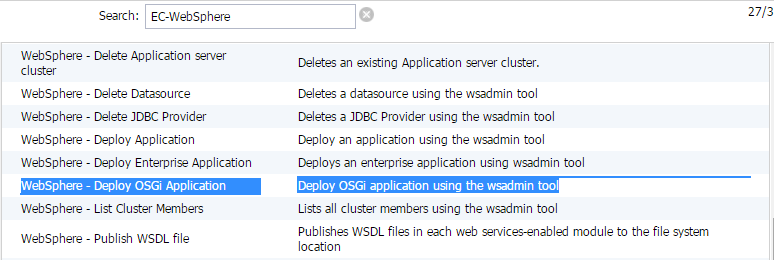 Search: EC-WebSphere 27/3
WebSphere - Delete Application server
cluster Deletes an existing Application server cluster.
WebSphere - Delete Datasource Deletes a datasource using the wsadmin tool
WebSphere - Delete JDBC Provider Deletes a JDBC Provider using the wsadmin tool
WebSphere - Deploy Application Deploy an application using the wsadmin tool
WebSphere - Deploy Enterprise Application Deploys an enterprise application using wsadmin tool
WebSphere - Deploy OSGi Application Deploy OSGi application using the wsadmin tool
WebSphere - List Cluster Members Lists all cluster members using the wsadmin tool
WebSphere - Publish WSDL file Publishes WSDL files in each web services-enabled module to the file system
location